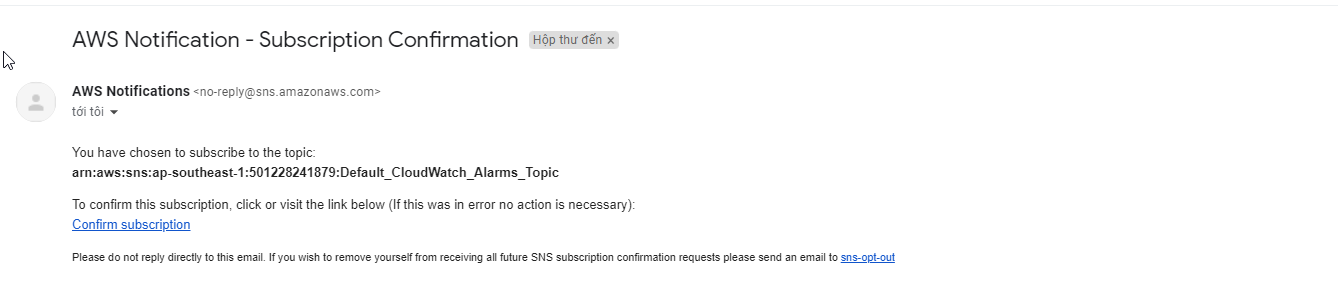 AWS Notification - Subscription Confirmation Hộp thư đến ×
AWS Notifications <no-reply@sns.amazonaws.com>
tới tôi
You have chosen to subscribe to the topic:
arn:aws:sns:ap-southeast-1:501228241879:Default_CloudWatch_Alarms_Topic
To confirm this subscription, click or visit the link below (If this was in error no action is necessary):
Confirm subscription
Please do not reply directly to this email. If you wish to remove yourself from receiving all future SNS subscription confirmation requests please send an email to sns-opt-out